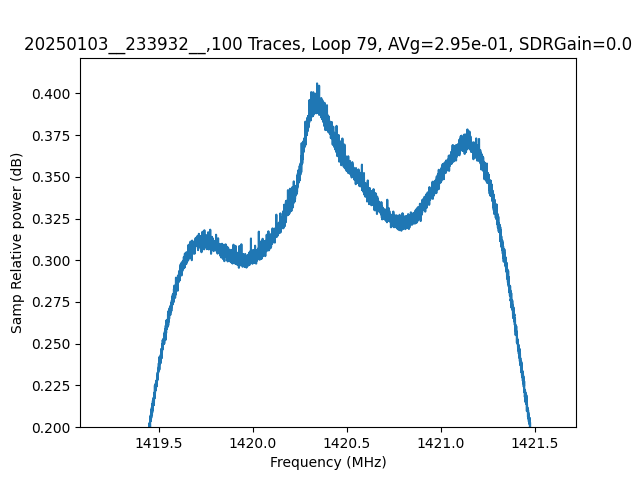 20250103__233932__,100 Traces, Loop 79, AVg=2.95e-01, SDRGain=0.0
0.400
0.375
0.350
0.325
0.300
0.275
0.250
0.225
0.200
Samp Relative power (dB)
1419.5 1420.0 1420.5 1421.0 1421.5
Frequency (MHz)